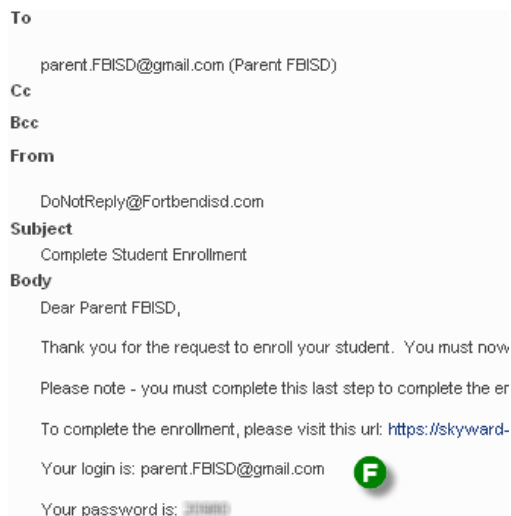 To
parent.FBISD@gmail.com (Parent FBISD)
Cc
Bcc
From
DoNotReply@Fortbendisd.com
Subject
Complete Student Enrollment
Body
Dear Parent FBISD,
Thank you for the request to enroll your student. You must now
Please note - you must complete this last step to complete the
To complete the enrollment, please visit this url: https://skyward-
Your login is: parent.FBISD@gmail.com F
Your password is: